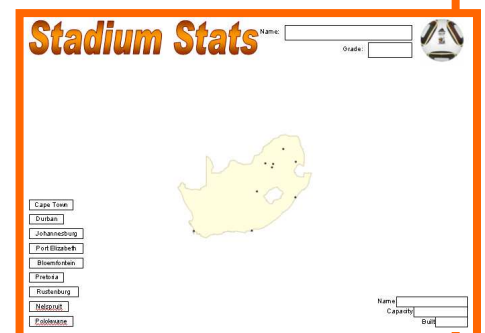 Stadium Stats
Name:
Grade:
Cape Town
Durban
Johannesburg
Port Elizabeth
Bloemfontein
Pretoria
Rustenburg
Nelspruit
Polokwane
Name
Capacity
Built